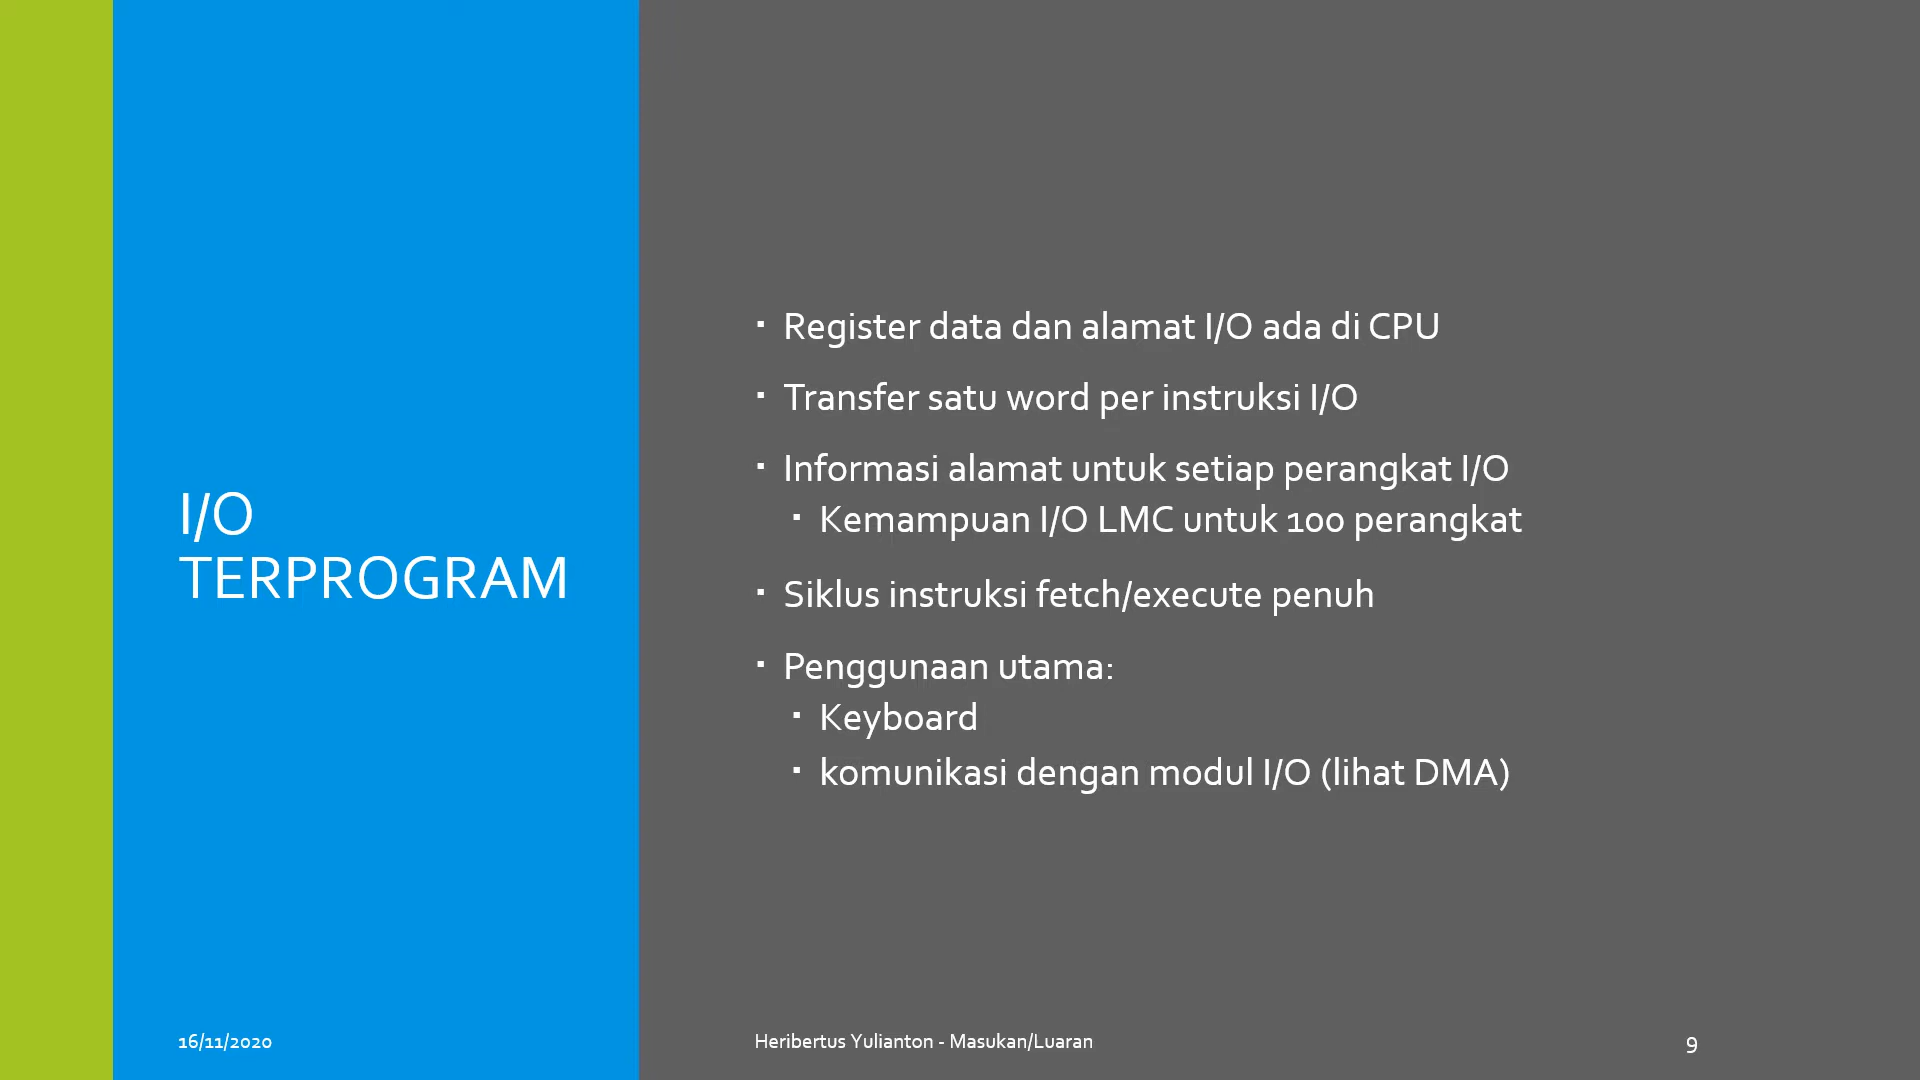 I/O
TERPROGRAM
▪ Register data dan alamat I/O ada di CPU
▪ Transfer satu word per instruksi I/O
▪ Informasi alamat untuk setiap perangkat I/O
▪ Kemampuan I/O LMC untuk 100 perangkat
▪ Siklus instruksi fetch/execute penuh
▪ Penggunaan utama:
▪ Keyboard
▪ komunikasi dengan modul I/O (lihat DMA)
16/11/2020
Heribertus Yulianton - Masukan/Luaran
9